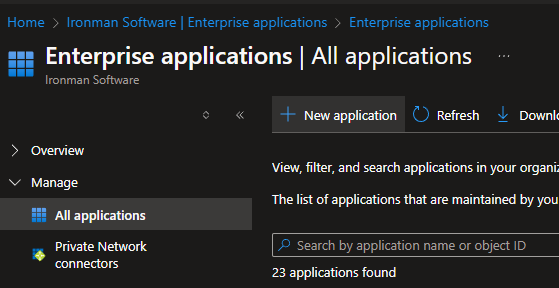 Home > Ironman Software | Enterprise applications > Enterprise applications
Enterprise applications | All applications ...
Ironman Software
New application Refresh Downlo
Overview
View, filter, and search applications in your organiz
Manage
The list of applications that are maintained by you
All applications
Private Network
connectors
Search by application name or object ID
23 applications found